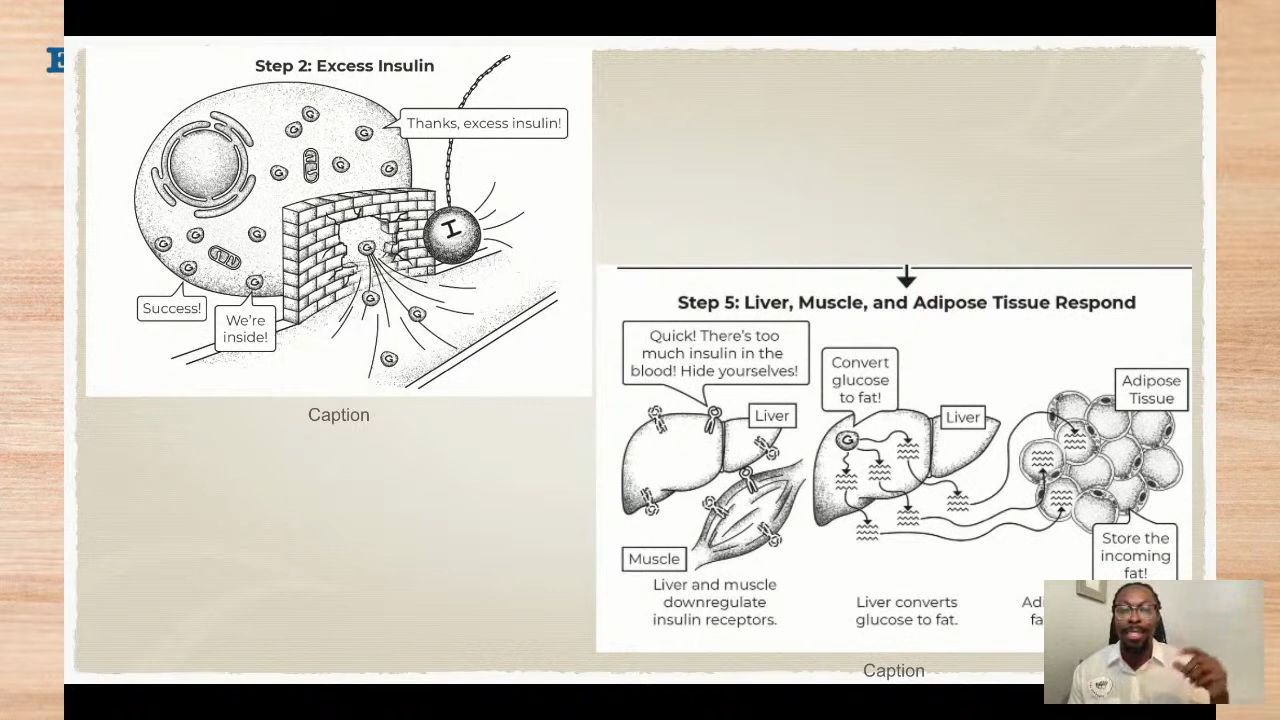 E
Step 2: Excess Insulin
Thanks, excess insulin!
G
G
G
G
G
G
I
G
G
G
G
G
G
G
G
G
Success!
We're
inside!
Caption
Step 5: Liver, Muscle, and Adipose Tissue Respond
Quick! There's too
much insulin in the
blood! Hide yourselves!
Liver
Muscle
Liver and muscle
downregulate
insulin receptors.
Convert
glucose
to fat!
Liver
G
Liver converts
glucose to fat.
Adipose
Tissue
Store the
incoming
fat!
Adi
fa
Caption